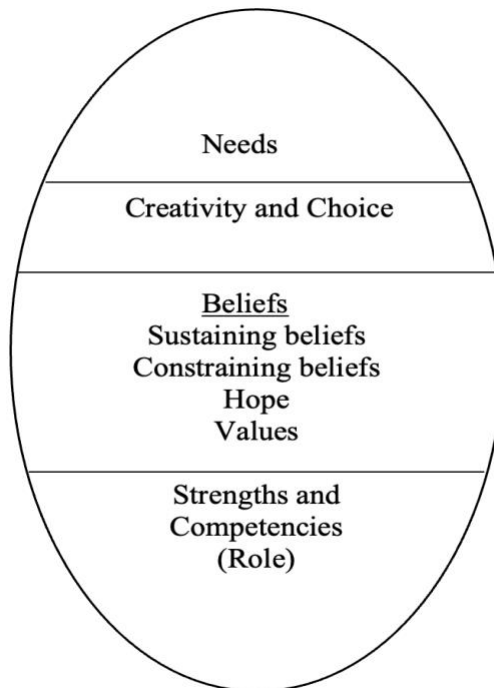 Needs
Creativity and Choice
Beliefs
Sustaining beliefs
Constraining beliefs
Hope
Values
Strengths and
Competencies
(Role)